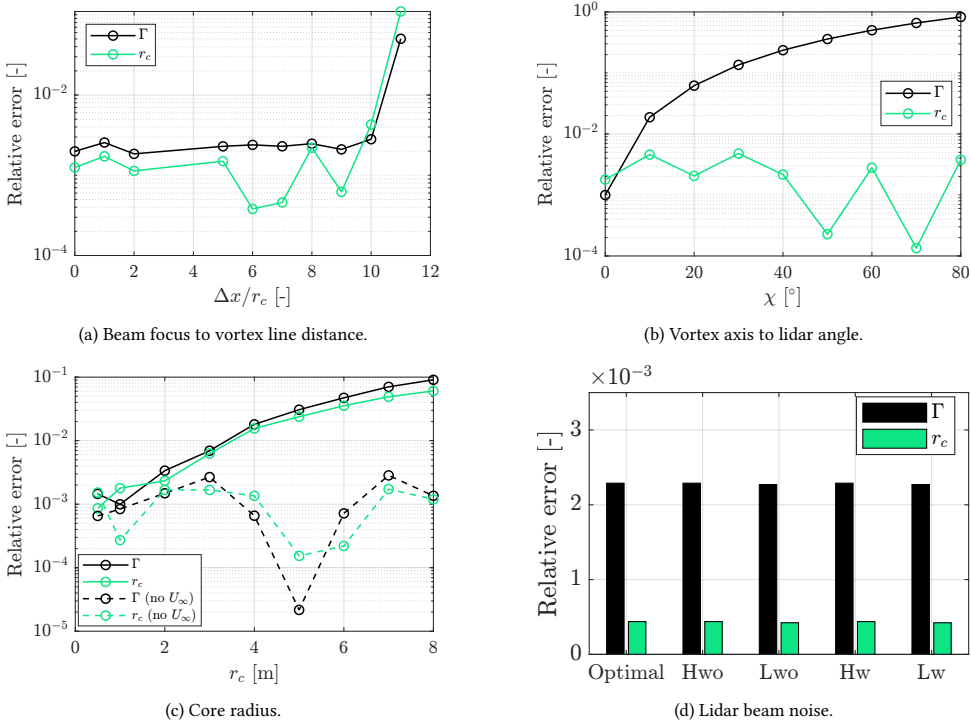 Relative error [-]
10^{-2}
10^{-4}
Γ
r_c
0 2 4 6 8 10 12
Δx/r_c [-]
(a) Beam focus to vortex line distance.
Relative error [-]
10^0
10^{-2}
10^{-4}
Γ
r_c
0 20 40 60 80
χ [°]
(b) Vortex axis to lidar angle.
Relative error [-]
10^{-1}
10^{-2}
10^{-3}
10^{-4}
10^{-5}
Γ
r_c
Γ (no U_∞)
r_c (no U_∞)
0 2 4 6 8
r_c [m]
(c) Core radius.
×10^{-3}
Relative error [-]
3
2
1
0
Γ
r_c
Optimal Hwo Lwo Hw Lw
(d) Lidar beam noise.